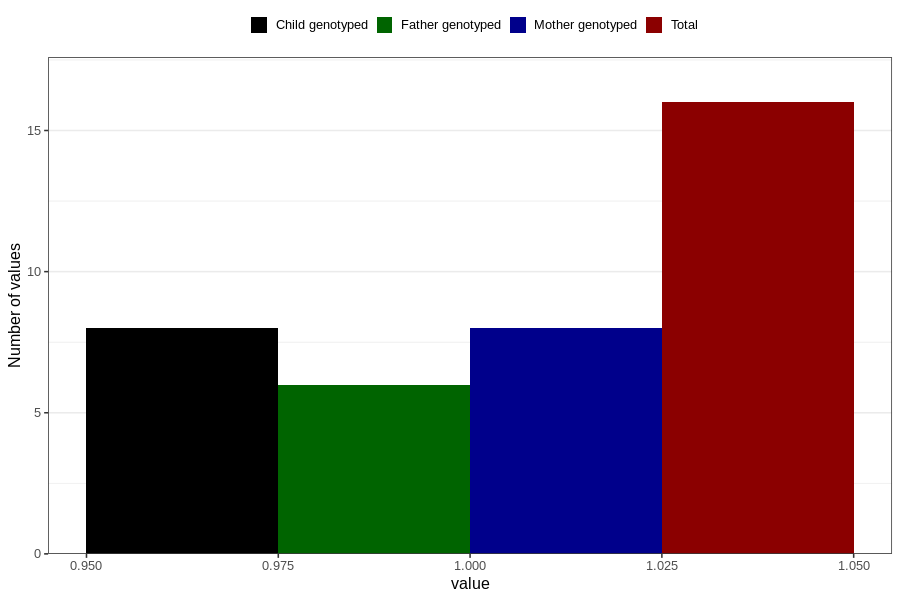 Child genotyped Father genotyped Mother genotyped Total
15
10
5
0
Number of values
0.950 0.975 1.000 1.025 1.050
value